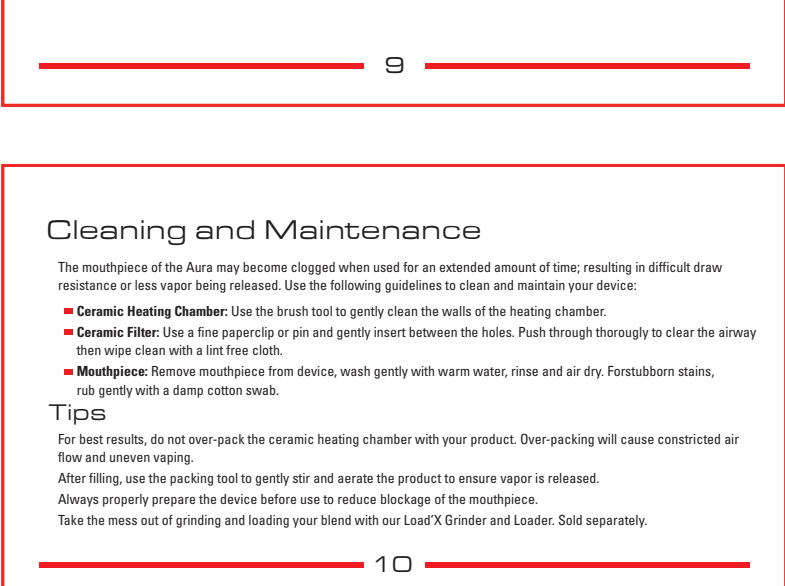 9
Cleaning and Maintenance
The mouthpiece of the Aura may become clogged when used for an extended amount of time; resulting in difficult draw
resistance or less vapor being released. Use the following guidelines to clean and maintain your device:
Ceramic Heating Chamber: Use the brush tool to gently clean the walls of the heating chamber.
Ceramic Filter: Use a fine paperclip or pin and gently insert between the holes. Push through thorougly to clear the airway
then wipe clean with a lint free cloth.
Mouthpiece: Remove mouthpiece from device, wash gently with warm water, rinse and air dry. Forstubborn stains,
rub gently with a damp cotton swab.
Tips
For best results, do not over-pack the ceramic heating chamber with your product. Over-packing will cause constricted air
flow and uneven vaping.
After filling, use the packing tool to gently stir and aerate the product to ensure vapor is released.
Always properly prepare the device before use to reduce blockage of the mouthpiece.
Take the mess out of grinding and loading your blend with our Load'X Grinder and Loader. Sold separately.
10